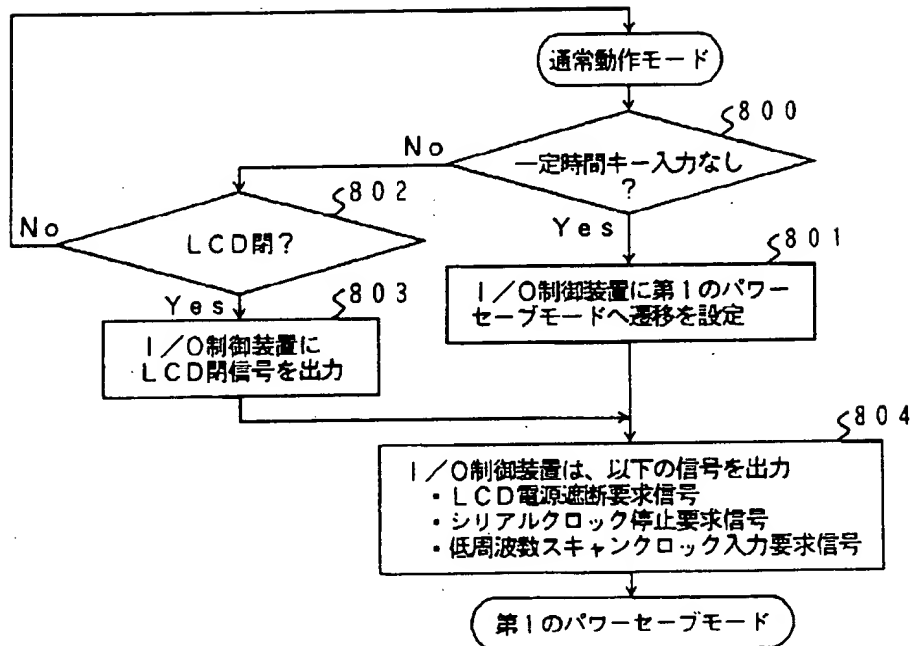 通常動作モード
800
一定時間キー入力なし
?
No
Yes
802
LCD閉?
No
Yes
801
I/O制御装置に第1のパワー
セーブモードへ遷移を設定
803
I/O制御装置に
LCD閉信号を出力
804
I/O制御装置は、以下の信号を出力
・LCD電源遮断要求信号
・シリアルクロック停止要求信号
・低周波数スキャンクロック入力要求信号
第1のパワーセーブモード